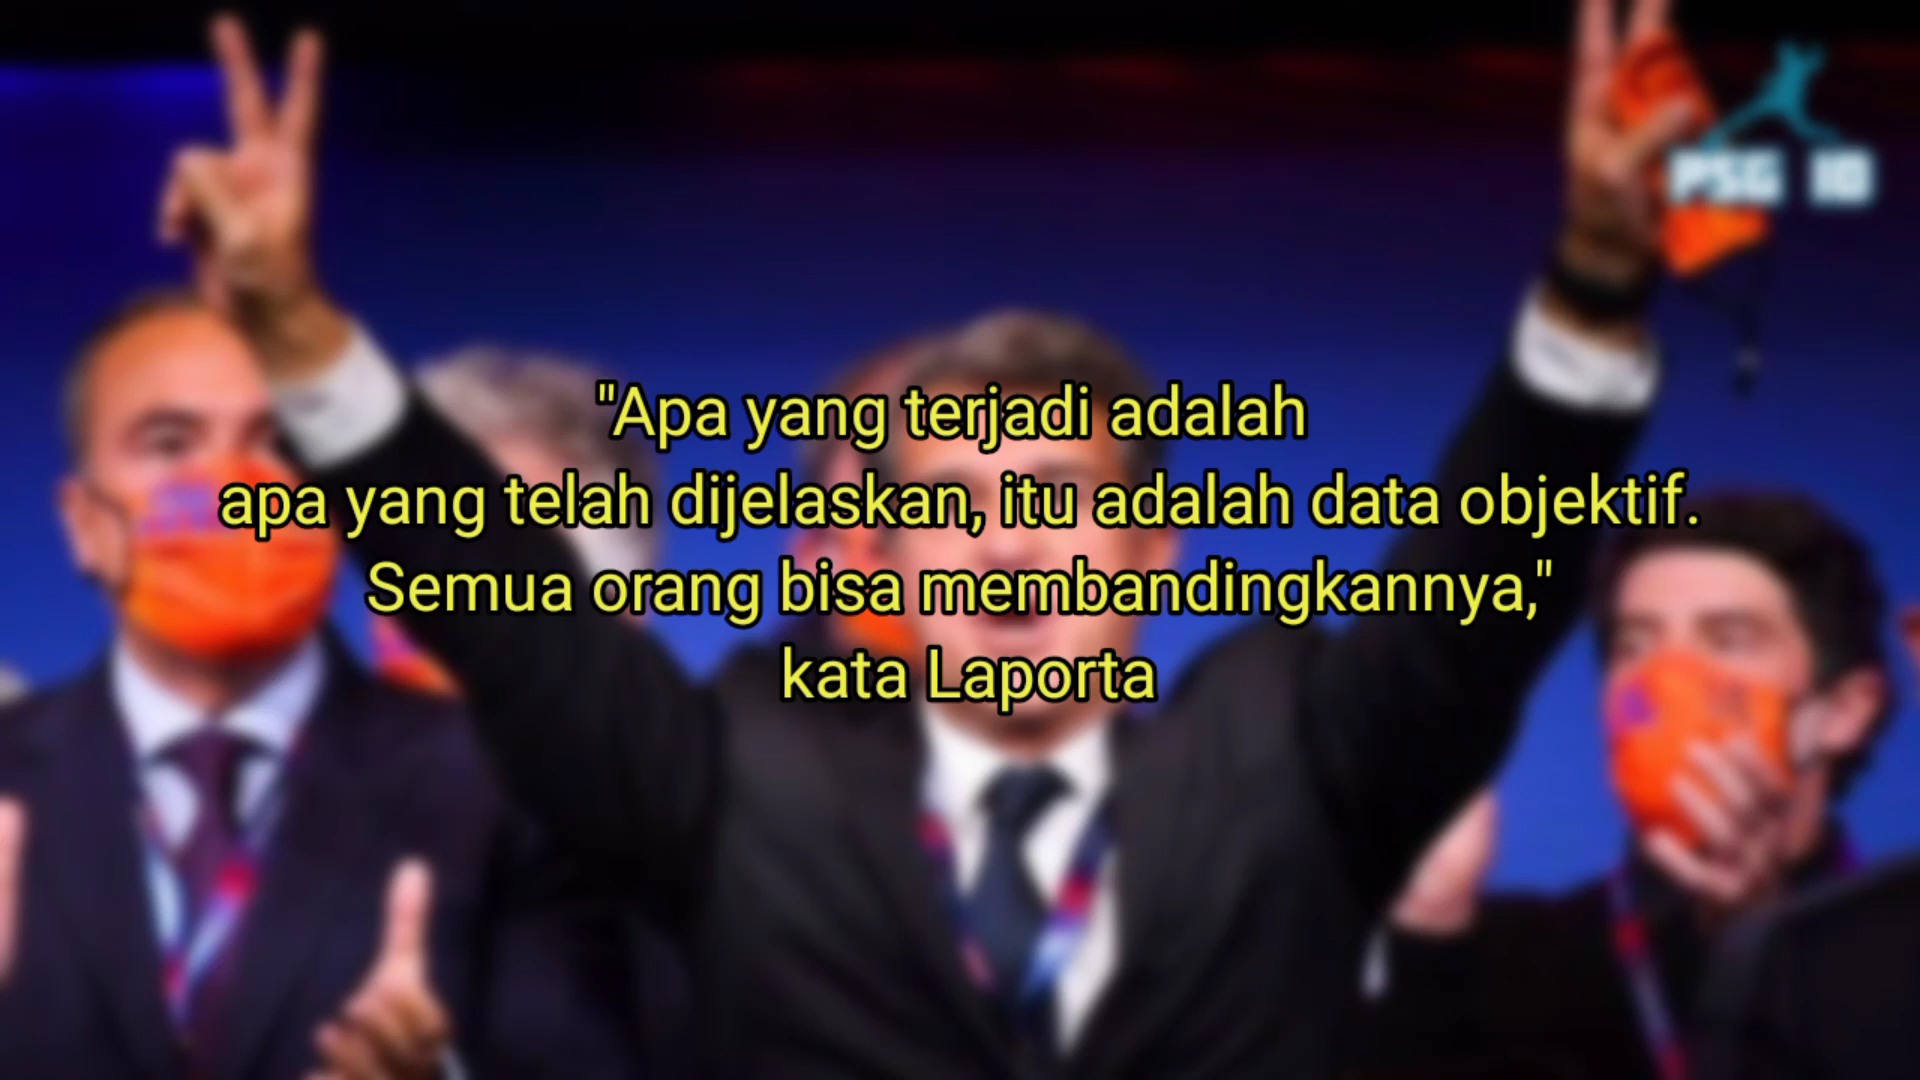 PSG ID
"Apa yang terjadi adalah
apa yang telah dijelaskan, itu adalah data objektif.
Semua orang bisa membandingkannya,"
kata Laporta